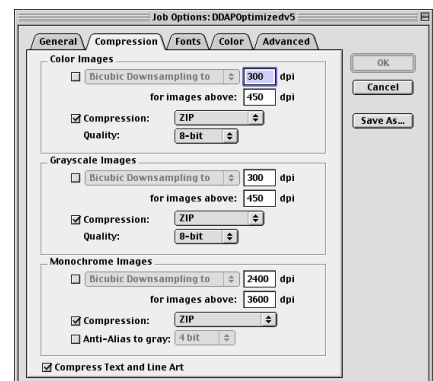 Job Options: DDAPOptimizedv5
General Compression Fonts Color Advanced
Color Images
Bicubic Downsampling to 300 dpi
for images above: 450 dpi
Compression: ZIP
Quality: 8-bit
Grayscale Images
Bicubic Downsampling to 300 dpi
for images above: 450 dpi
Compression: ZIP
Quality: 8-bit
Monochrome Images
Bicubic Downsampling to 2400 dpi
for images above: 3600 dpi
Compression: ZIP
Anti-Alias to gray: 4 bit
Compress Text and Line Art
OK
Cancel
Save As...